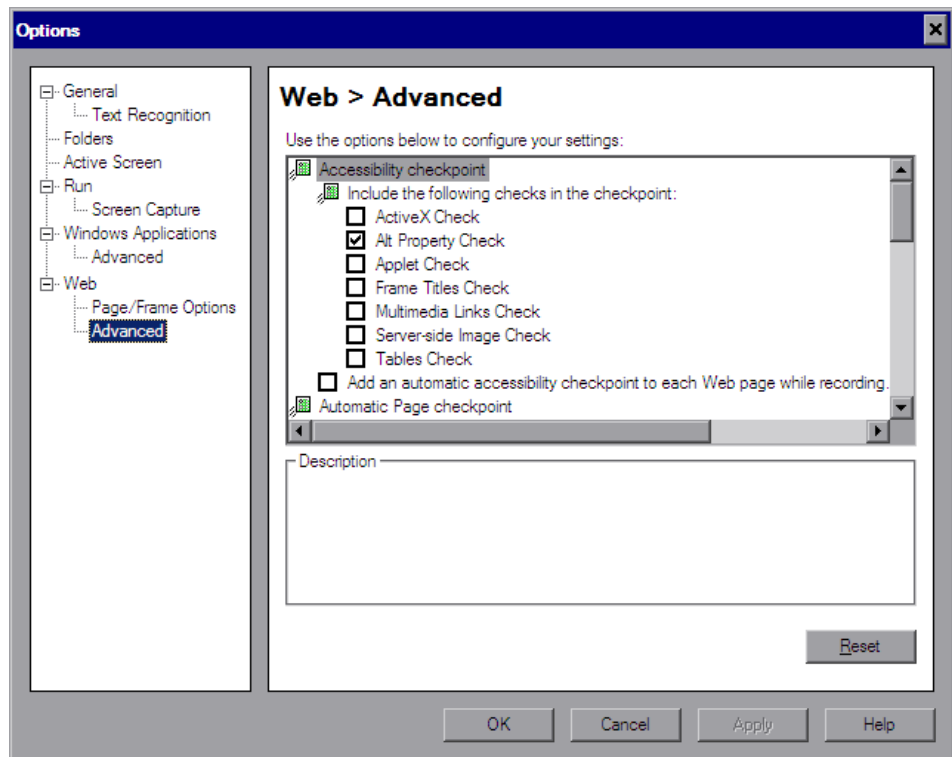 Options
General
Text Recognition
Folders
Active Screen
Run
Screen Capture
Windows Applications
Advanced
Web
Page/Frame Options
Advanced
Web > Advanced
Use the options below to configure your settings:
Accessibility checkpoint
Include the following checks in the checkpoint:
ActiveX Check
Alt Property Check
Applet Check
Frame Titles Check
Multimedia Links Check
Server-side Image Check
Tables Check
Add an automatic accessibility checkpoint to each Web page while recording.
Automatic Page checkpoint
Description
Reset
OK
Cancel
Apply
Help